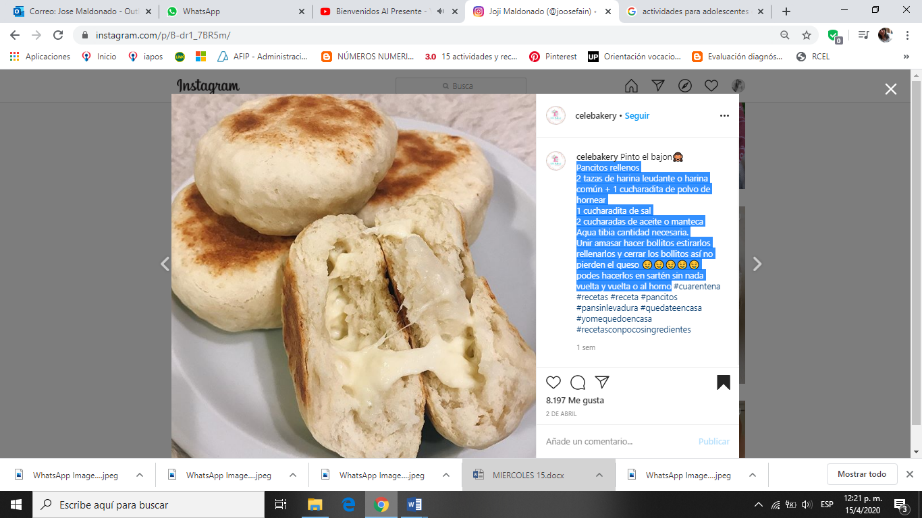 Correo: Jose Maldonado - Out
WhatsApp
Bienvenidos Al Presente -
Joji Maldonado (@joosefain) •
actividades para adolescentes
instagram.com/p/B-dr1_7BR5m/
Aplicaciones
Inicio
iapos
AFIP - Administraci...
NÚMEROS NUMERI...
3.0 15 actividades y rec...
Pinterest
UP Orientación vocacio...
Evaluación diagnós...
RCEL
»
Instagram
Busca
celebakery • Seguir
celebakery Pinto el bajon
Pancitos rellenos
2 tazas de harina leudante o harina
común + 1 cucharadita de polvo de
hornear
1 cucharadita de sal
2 cucharadas de aceite o manteca
Agua tibia cantidad necesaria.
Unir amasar hacer bollitos estirarlos
rellenarlos y cerrar los bollitos así no
pierden el queso 😋😋😋😋😋
podes hacerlos en sartén sin nada
vuelta y vuelta o al horno #cuarentena
#recetas #receta #pancitos
#pansinlevadura #quedateencasa
#yomequedoencasa
#recetasconpocosingredientes
1 sem
8.197 Me gusta
2 DE ABRIL
Añade un comentario...
Publicar
WhatsApp Image....jpeg
WhatsApp Image....jpeg
WhatsApp Image....jpeg
MIERCOLES 15.docx
WhatsApp Image....jpeg
Mostrar todo
Escribe aquí para buscar
ESP
12:21 p. m.
15/4/2020
3